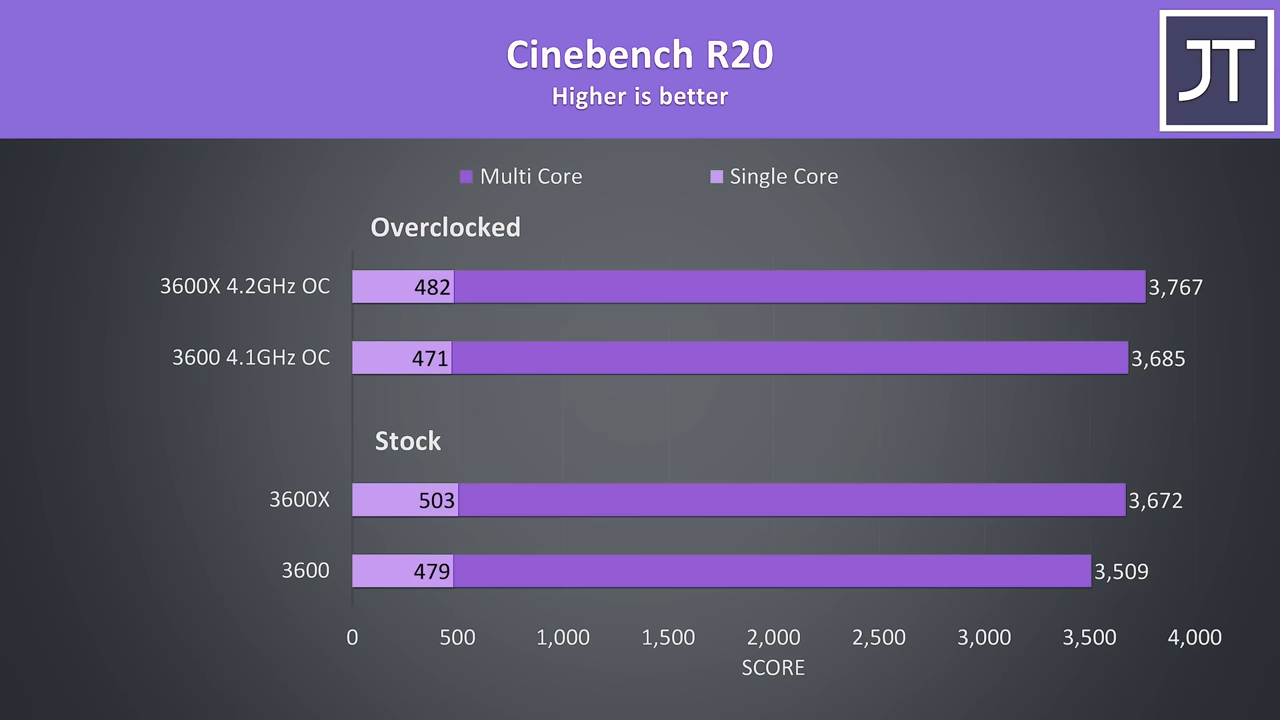 Cinebench R20
Higher is better
JT
Multi Core
Single Core
Overclocked
3600X 4.2GHz OC
482
3,767
3600 4.1GHz OC
471
3,685
Stock
3600X
503
3,672
3600
479
3,509
0 500 1,000 1,500 2,000 2,500 3,000 3,500 4,000
SCORE